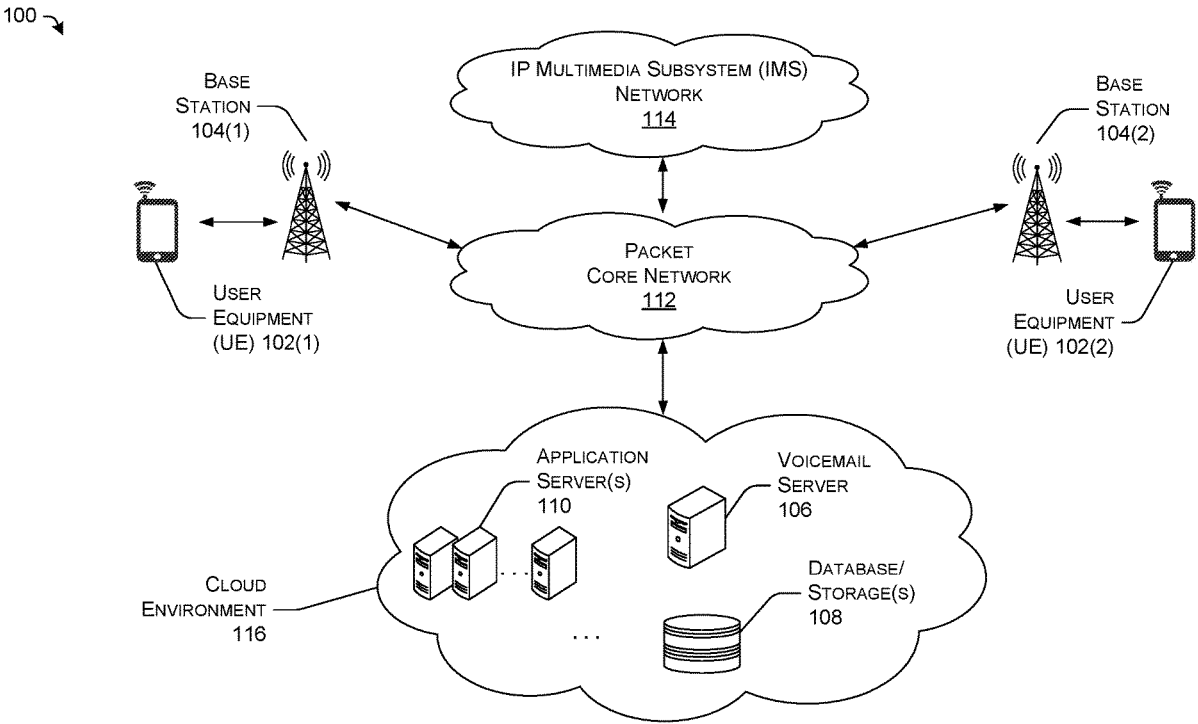 100
IP MULTIMEDIA SUBSYSTEM (IMS)
NETWORK
114
BASE
STATION
104(1)
BASE
STATION
104(2)
PACKET
CORE NETWORK
112
USER
EQUIPMENT
(UE) 102(1)
USER
EQUIPMENT
(UE) 102(2)
APPLICATION
SERVER(S)
110
VOICEMAIL
SERVER
106
CLOUD
ENVIRONMENT
116
DATABASE/
STORAGE(S)
108
. . .
. . .